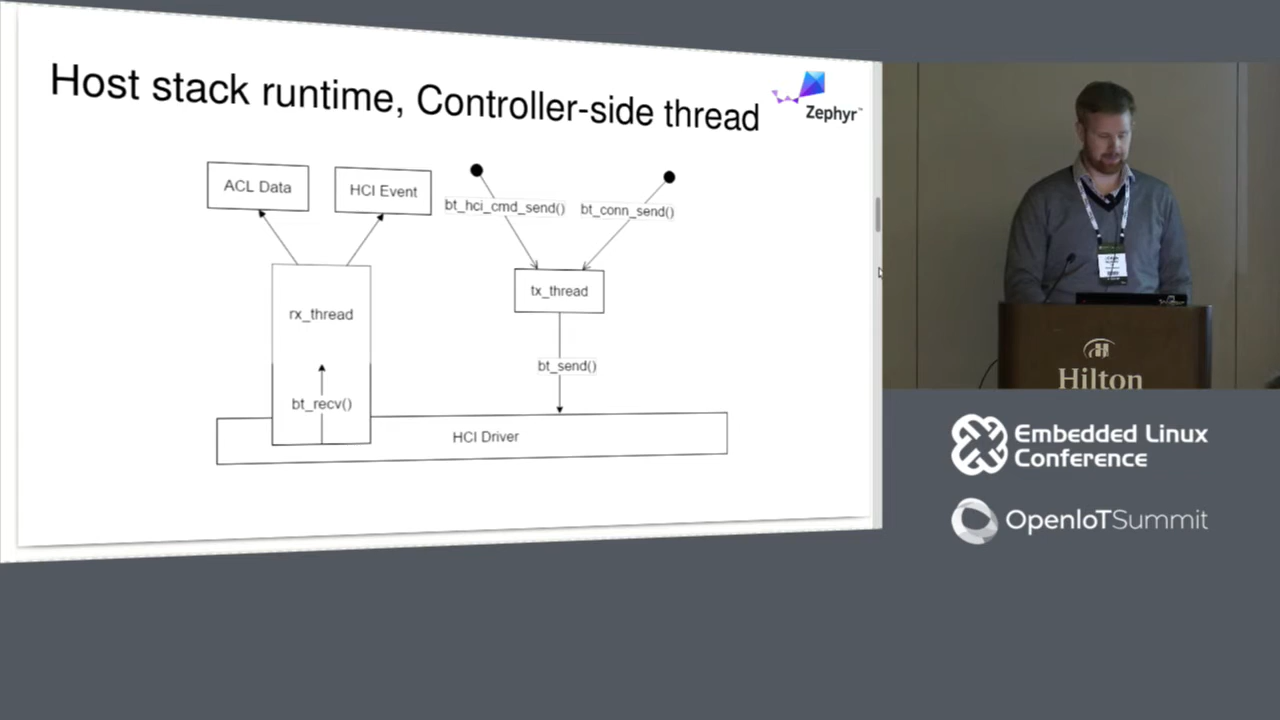 Host stack runtime, Controller-side thread
Zephyr™
ACL Data
HCI Event
bt_hci_cmd_send()
bt_conn_send()
rx_thread
tx_thread
bt_send()
bt_recv()
HCI Driver
Hilton
Embedded Linux
Conference
OpenIoTSummit